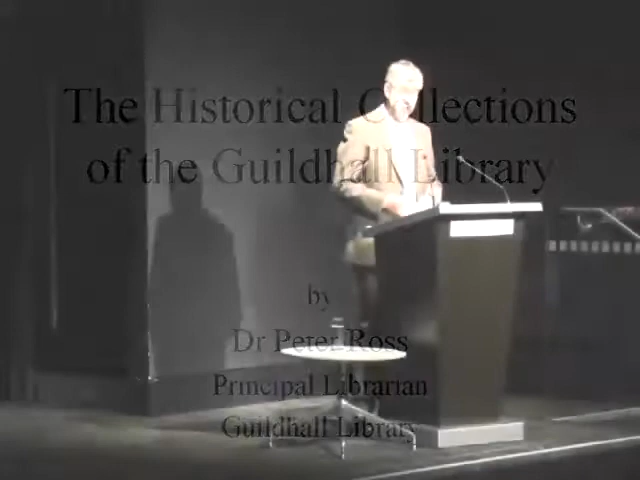 The Historical Collections
of the Guildhall Library
by
Dr Peter Ross
Principal Librarian
Guildhall Library